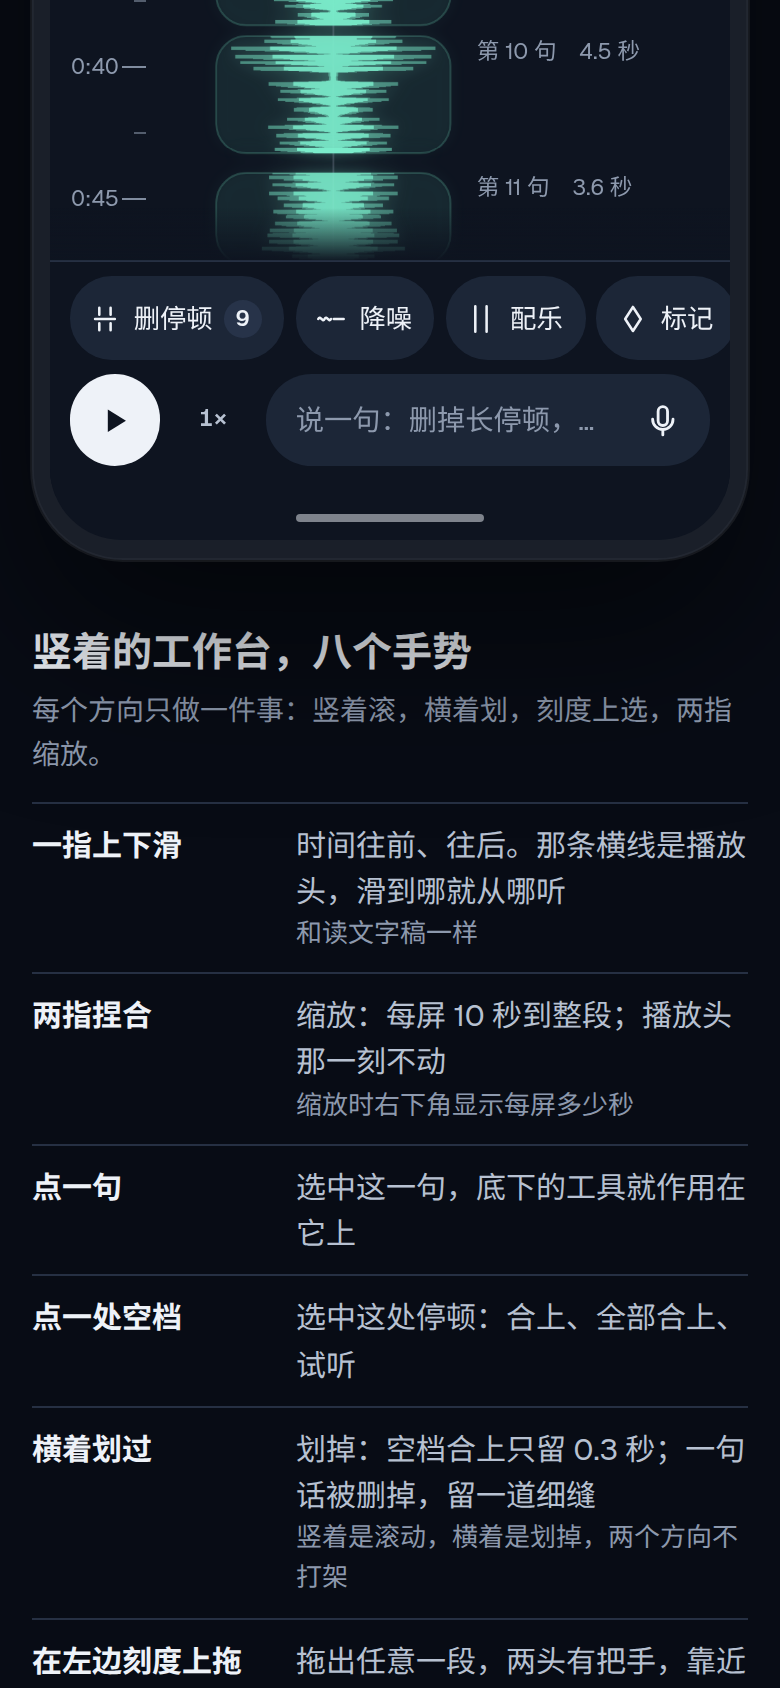 0:40
第 10 句 4.5 秒
0:45
第 11 句 3.6 秒
删停顿 9 降噪 配乐 标记
1× 说一句：删掉长停顿，…
竖着的工作台，八个手势
每个方向只做一件事：竖着滚，横着划，刻度上选，两指
缩放。
一指上下滑
时间往前、往后。那条横线是播放
头，滑到哪就从哪听
和读文字稿一样
两指捏合
缩放：每屏 10 秒到整段；播放头
那一刻不动
缩放时右下角显示每屏多少秒
点一句
选中这一句，底下的工具就作用在
它上
点一处空档
选中这处停顿：合上、全部合上、
试听
横着划过
划掉：空档合上只留 0.3 秒；一句
话被删掉，留一道细缝
竖着是滚动，横着是划掉，两个方向不
打架
在左边刻度上拖
拖出任意一段，两头有把手，靠近